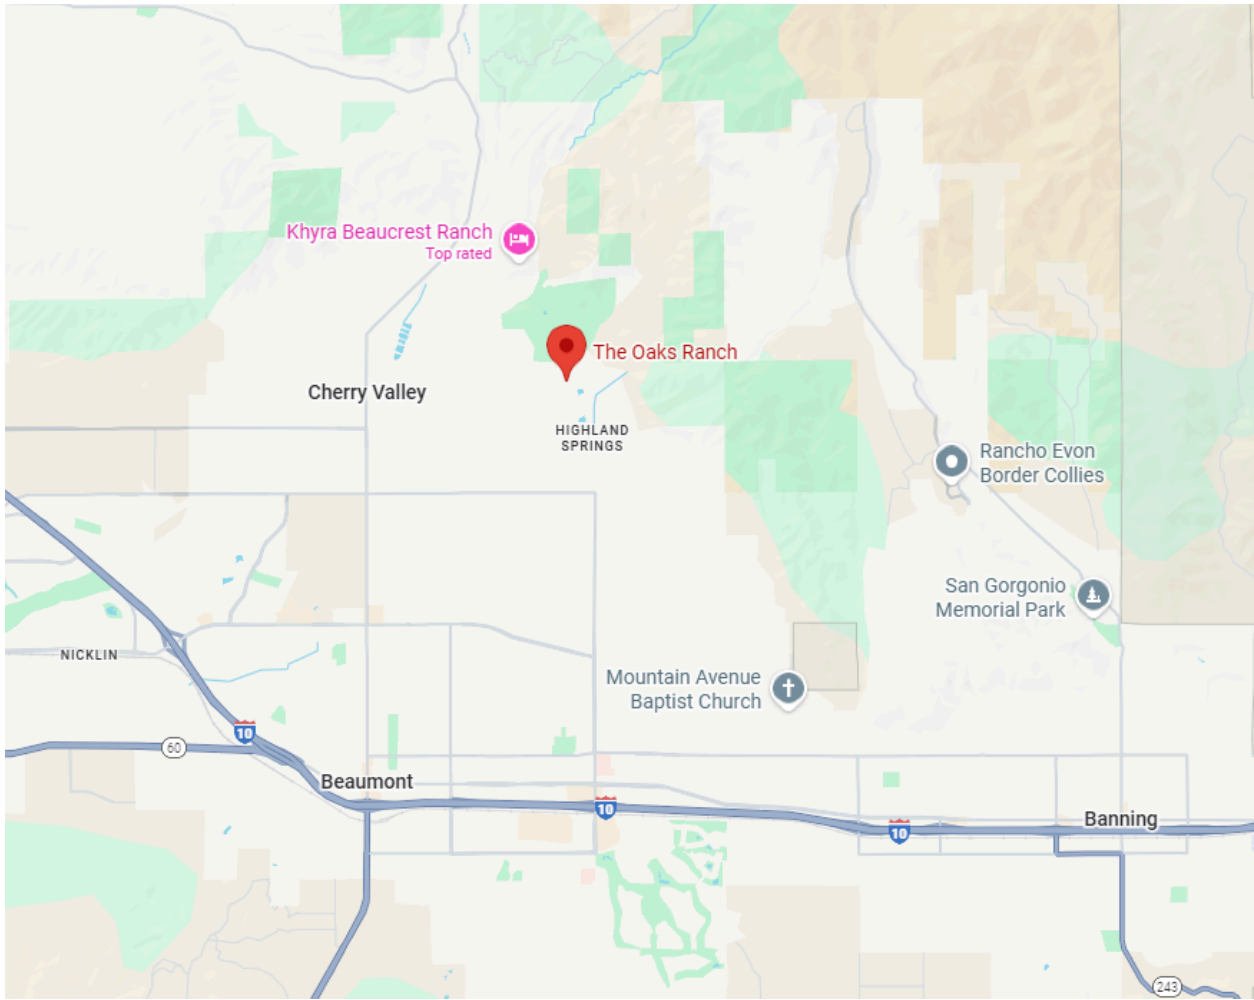 Khyra Beaucrest Ranch
Top rated
The Oaks Ranch
Cherry Valley
HIGHLAND
SPRINGS
Rancho Evon
Border Collies
San Gorgonio
Memorial Park
NICKLIN
Mountain Avenue
Baptist Church
10
60
Beaumont
10
10
Banning
243